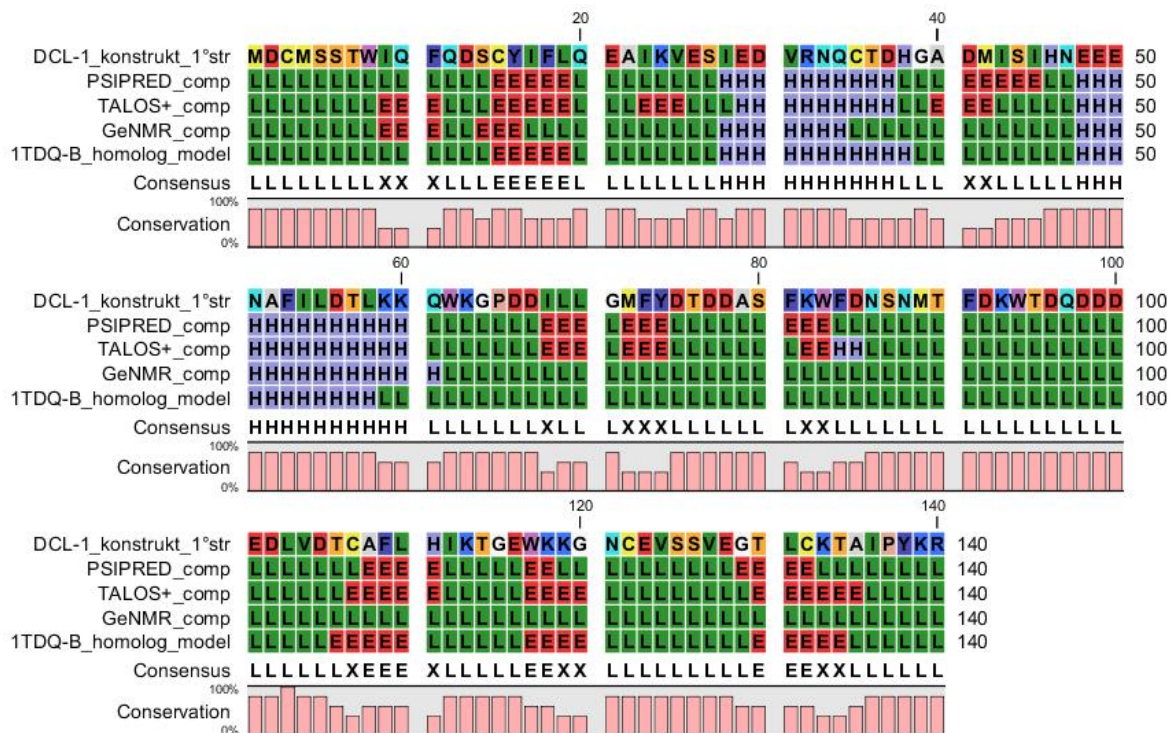 20 40
DCL-1_konstrukt_1°str MDCMSSTWIQ FQDSCYIFLQ EAIKVESIED VRNQCTDHGA DMISIHNEEE 50
PSIPRED_comp LLLLLLLLLL LLLLEEEEEL LLLLLLLHHH HHHHHHHLLL EEEEELLHHH 50
TALOS+_comp LLLLLLLLEE ELLLEEEEEL LLEEELLLHH HHHHHHHLLE EELLLLLHHH 50
GeNMR_comp LLLLLLLLEE ELLEEELLLL LLLLLLLHHH HHHHLLLLLL LLLLLLLHHH 50
1TDQ-B_homolog_model LLLLLLLLLL LLLLEEEEEL LLLLLLLHHH HHHHHHHHLL LLLLLLLHHH 50
Consensus LLLLLLLLXX XLLLEEEEEL LLLLLLLHHH HHHHHHHLLL XXLLLLLHHH
100%
Conservation
0%
60 80 100
DCL-1_konstrukt_1°str NAFILDTLKK QWKGPDDILL GMFYDTDDAS FKWFDNSNMT FDKWTDQDDD 100
PSIPRED_comp HHHHHHHHHH LLLLLLLEEE LEEELLLLLL EEELLLLLLL LLLLLLLLLL 100
TALOS+_comp HHHHHHHHHH LLLLLLLEEE LEEELLLLLL LEEHHLLLLL LLLLLLLLLL 100
GeNMR_comp HHHHHHHHHH HLLLLLLLLL LLLLLLLLLL LLLLLLLLLL LLLLLLLLLL 100
1TDQ-B_homolog_model HHHHHHHHLL LLLLLLLLLL LLLLLLLLLL LLLLLLLLLL LLLLLLLLLL 100
Consensus HHHHHHHHHH LLLLLLLXLL LXXXLLLLLL LXXLLLLLLL LLLLLLLLLL
100%
Conservation
0%
120 140
DCL-1_konstrukt_1°str EDLVDTCAFL HIKTGEWKKG NCEVSSVEGT LCKTAIPYKR 140
PSIPRED_comp LLLLLLLEEE ELLLLLEELL LLLLLLLLEE EELLLLLLLL 140
TALOS+_comp LLLLLLEEEE ELLLLLEEEE LLLLLLLLLE EEEEELLLLL 140
GeNMR_comp LLLLLLLLLL LLLLLLLLLL LLLLLLLLLL LLLLLLLLLL 140
1TDQ-B_homolog_model LLLLLEEEEE LLLLLLEEEE LLLLLLLLLE EEEELLLLLL 140
Consensus LLLLLLXEEE XLLLLLEEXX LLLLLLLLLE EEXXLLLLLL
100%
Conservation
0%